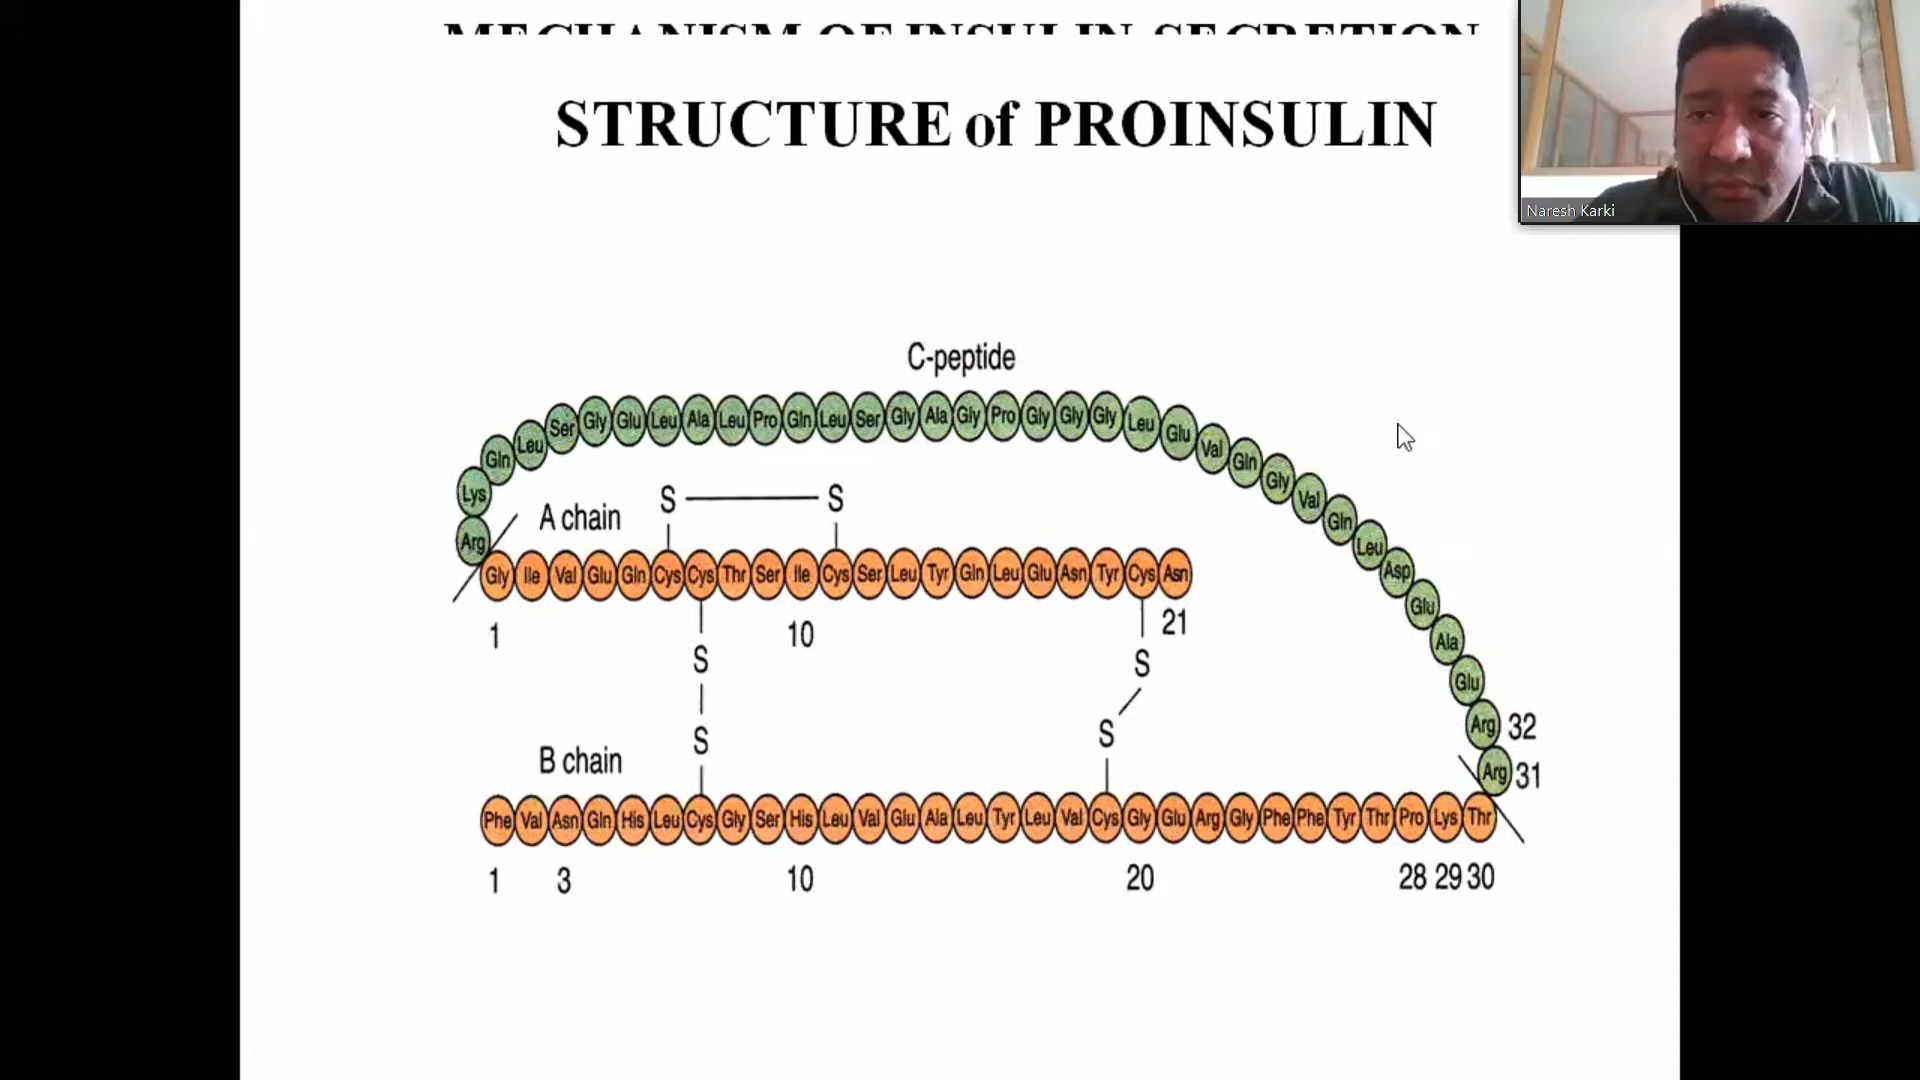 MECHANISM OF INSULIN SECRETION
STRUCTURE of PROINSULIN
Naresh Karki
C-peptide
Arg Lys Gln Leu Ser Gly Glu Leu Ala Leu Pro Gln Leu Ser Gly Ala Gly Pro Gly Gly Gly Leu Glu Val Gln Gly Val Gln Leu Asp Glu Ala Glu Arg 32
Arg 31
S S
A chain
Gly Ile Val Glu Gln Cys Cys Thr Ser Ile Cys Ser Leu Tyr Gln Leu Glu Asn Tyr Cys Asn
1 10 21
S S
S S
B chain
Phe Val Asn Gln His Leu Cys Gly Ser His Leu Val Glu Ala Leu Tyr Leu Val Cys Gly Glu Arg Gly Phe Phe Tyr Thr Pro Lys Thr
1 3 10 20 28 29 30